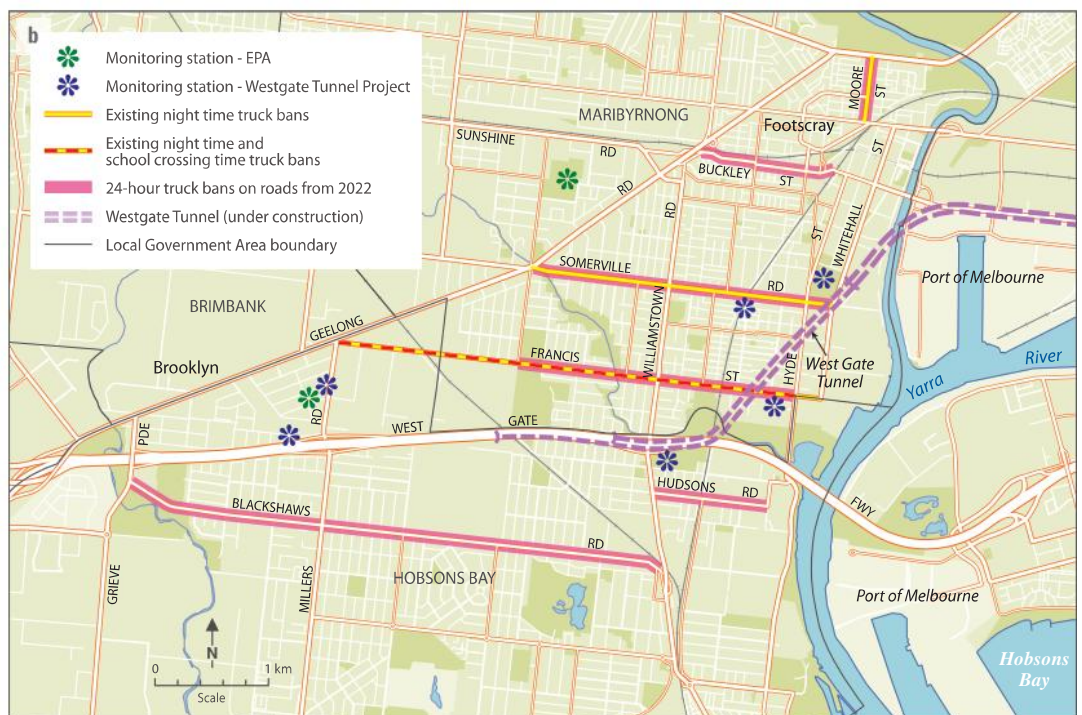 b
Monitoring station - EPA
Monitoring station - Westgate Tunnel Project
Existing night time truck bans
Existing night time and
school crossing time truck bans
24-hour truck bans on roads from 2022
Westgate Tunnel (under construction)
Local Government Area boundary
MOORE
ST
MARIBYRNONG
Footscray
SUNSHINE
RD
ST
BUCKLEY
ST
RD
RD
WHITEHALL
ST
SOMERVILLE
RD
Port of Melbourne
BRIMBANK
GEELONG
WILLIAMSTOWN
FRANCIS
ST
HYDE
West Gate
Tunnel
Yarra
River
Brooklyn
RD
PDE
WEST
GATE
FWY
HUDSONS
RD
BLACKSHAWS
RD
HOBSONS BAY
GRIEVE
MILLERS
Port of Melbourne
N
0
1 km
Scale
Hobsons
Bay